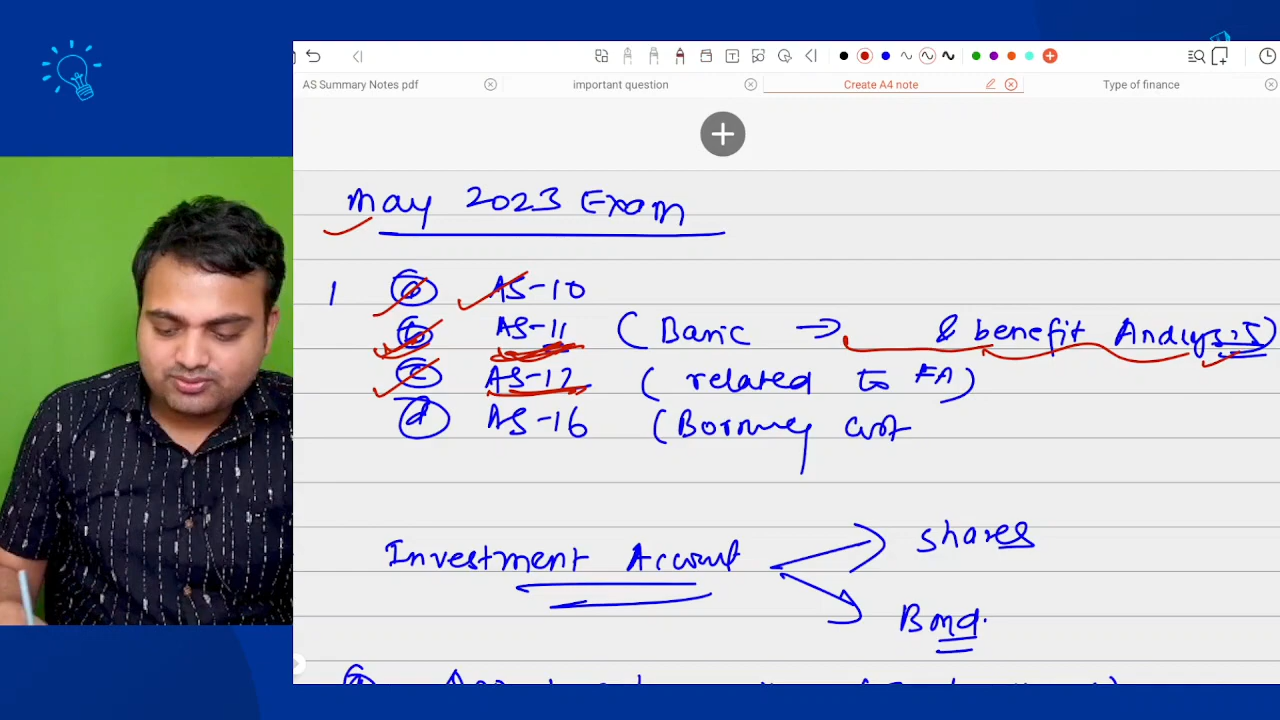 AS Summary Notes pdf
important question
Create A4 note
Type of finance
May 2023 Exam
1 a AS-10
b AS-11 (Basic → & benefit Analysis)
c AS-12 (related to FA)
d AS-16 (Borrowing cost
Investment Account
Shares
Bond.